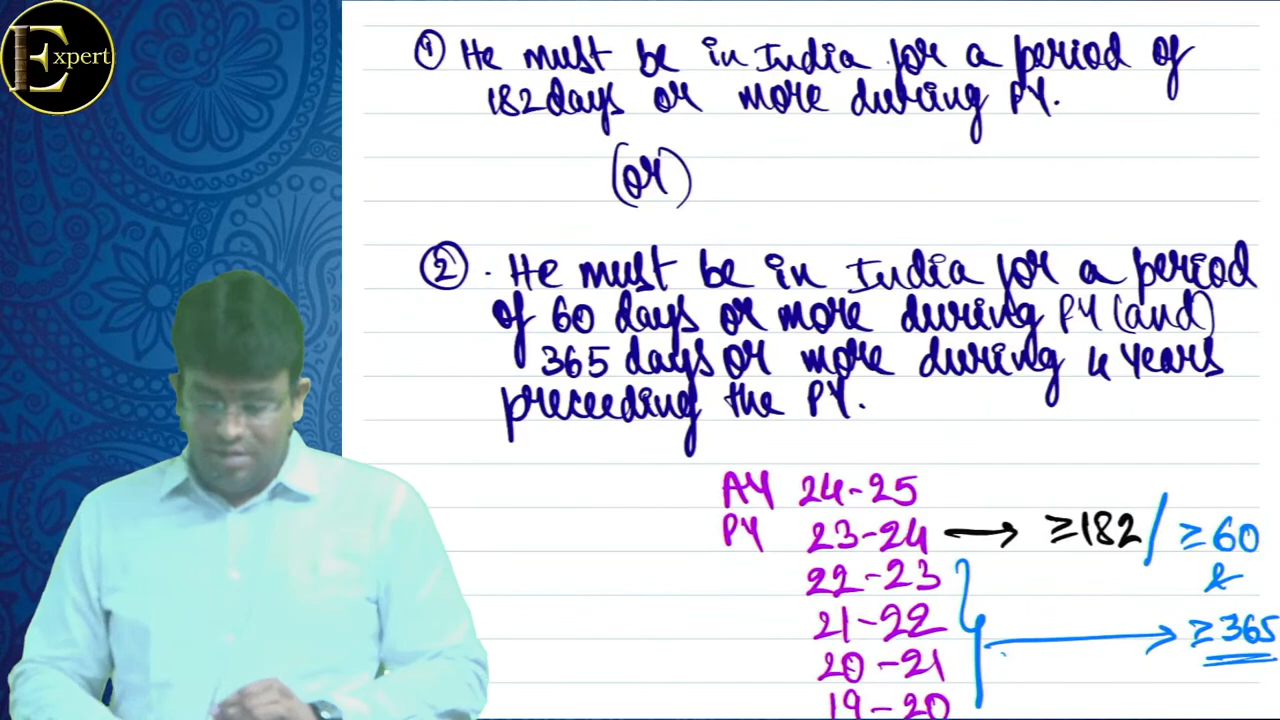 Expert
① He must be in India for a period of
182 days or more during PY.
(or)
② . He must be in India for a period
of 60 days or more during PY (and)
365 days or more during 4 years
preceeding the PY.
AY 24-25
PY 23-24 → ≥182 / ≥60
22-23 &
21-22 ≥365
20-21
19-20